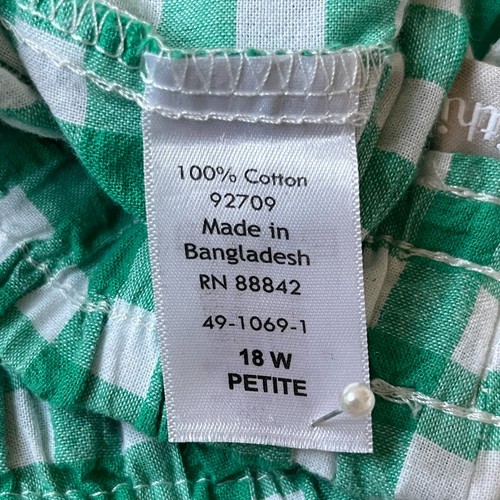 100% Cotton
92709
Made in
Bangladesh
RN 88842
49-1069-1
18 W
PETITE